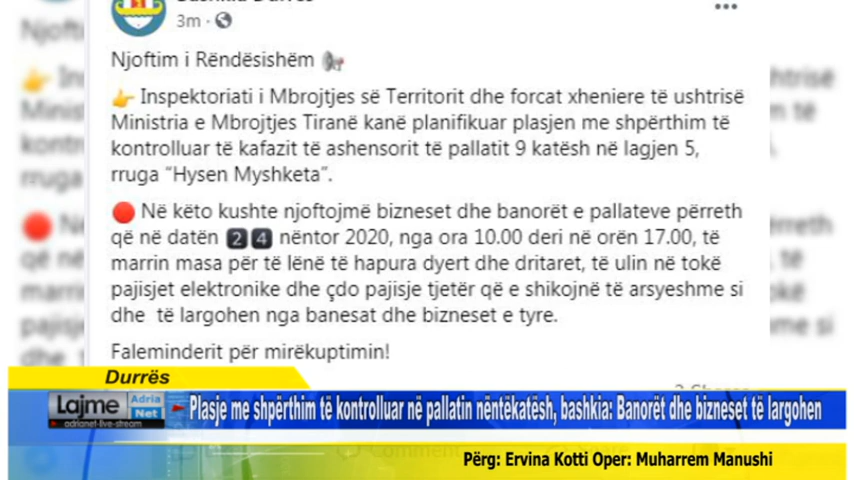 3m
Njoftim i Rëndësishëm
Inspektoriati i Mbrojtjes së Territorit dhe forcat xheniere të ushtrisë
Ministria e Mbrojtjes Tiranë kanë planifikuar plasjen me shpërthim të
kontrolluar të kafazit të ashensorit të pallatit 9 katësh në lagjen 5,
rruga “Hysen Myshketa”.
Në këto kushte njoftojmë bizneset dhe banorët e pallateve përreth
që në datën 24 nëntor 2020, nga ora 10.00 deri në orën 17.00, të
marrin masa për të lënë të hapura dyert dhe dritaret, të ulin në tokë
pajisjet elektronike dhe çdo pajisje tjetër që e shikojnë të arsyeshme si
dhe të largohen nga banesat dhe bizneset e tyre.
Faleminderit për mirëkuptimin!
Durrës
Lajme Adria Net
adrianet-live-stream
Plasje me shpërthim të kontrolluar në pallatin nëntëkatësh, bashkia: Banorët dhe bizneset të largohen
Përg: Ervina Kotti Oper: Muharrem Manushi